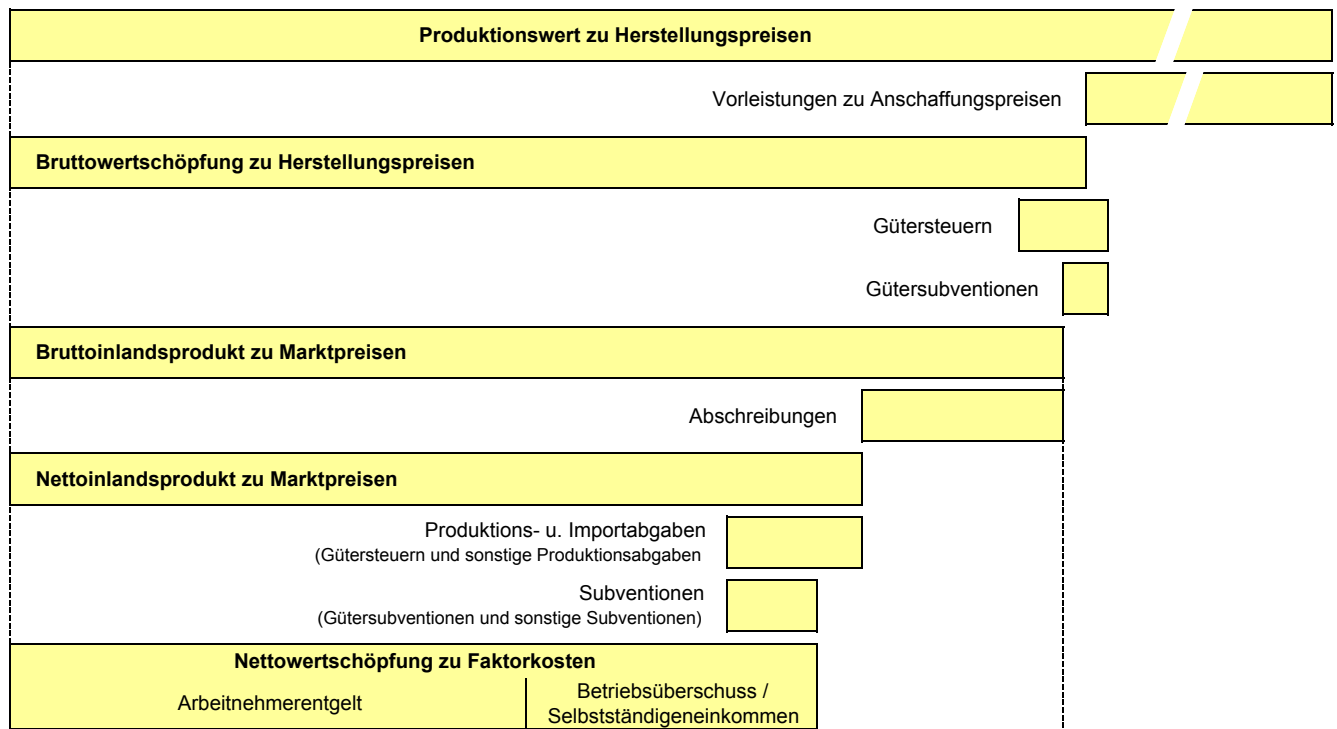 Produktionswert zu Herstellungspreisen
Vorleistungen zu Anschaffungspreisen
Bruttowertschöpfung zu Herstellungspreisen
Gütersteuern
Gütersubventionen
Bruttoinlandsprodukt zu Marktpreisen
Abschreibungen
Nettoinlandsprodukt zu Marktpreisen
Produktions- u. Importabgaben
(Gütersteuern und sonstige Produktionsabgaben
Subventionen
(Gütersubventionen und sonstige Subventionen)
Nettowertschöpfung zu Faktorkosten
Arbeitnehmerentgelt
Betriebsüberschuss /
Selbstständigeneinkommen